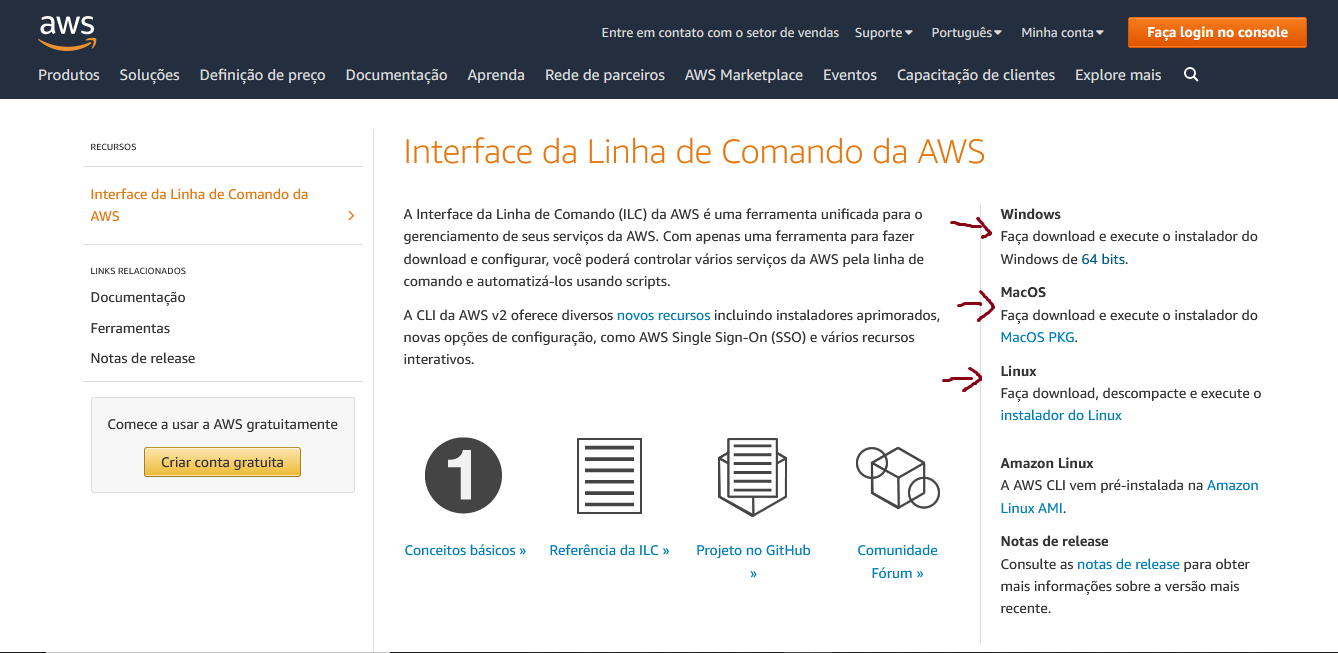 aws
Entre em contato com o setor de vendas Suporte Português Minha conta Faça login no console
Produtos Soluções Definição de preço Documentação Aprenda Rede de parceiros AWS Marketplace Eventos Capacitação de clientes Explore mais
RECURSOS
Interface da Linha de Comando da
AWS
LINKS RELACIONADOS
Documentação
Ferramentas
Notas de release
Comece a usar a AWS gratuitamente
Criar conta gratuita
Interface da Linha de Comando da AWS
A Interface da Linha de Comando (ILC) da AWS é uma ferramenta unificada para o
gerenciamento de seus serviços da AWS. Com apenas uma ferramenta para fazer
download e configurar, você poderá controlar vários serviços da AWS pela linha de
comando e automatizá-los usando scripts.
A CLI da AWS v2 oferece diversos novos recursos incluindo instaladores aprimorados,
novas opções de configuração, como AWS Single Sign-On (SSO) e vários recursos
interativos.
1
Conceitos básicos »
Referência da ILC »
Projeto no GitHub
»
Comunidade
Fórum »
Windows
Faça download e execute o instalador do
Windows de 64 bits.
MacOS
Faça download e execute o instalador do
MacOS PKG.
Linux
Faça download, descompacte e execute o
instalador do Linux
Amazon Linux
A AWS CLI vem pré-instalada na Amazon
Linux AMI.
Notas de release
Consulte as notas de release para obter
mais informações sobre a versão mais
recente.